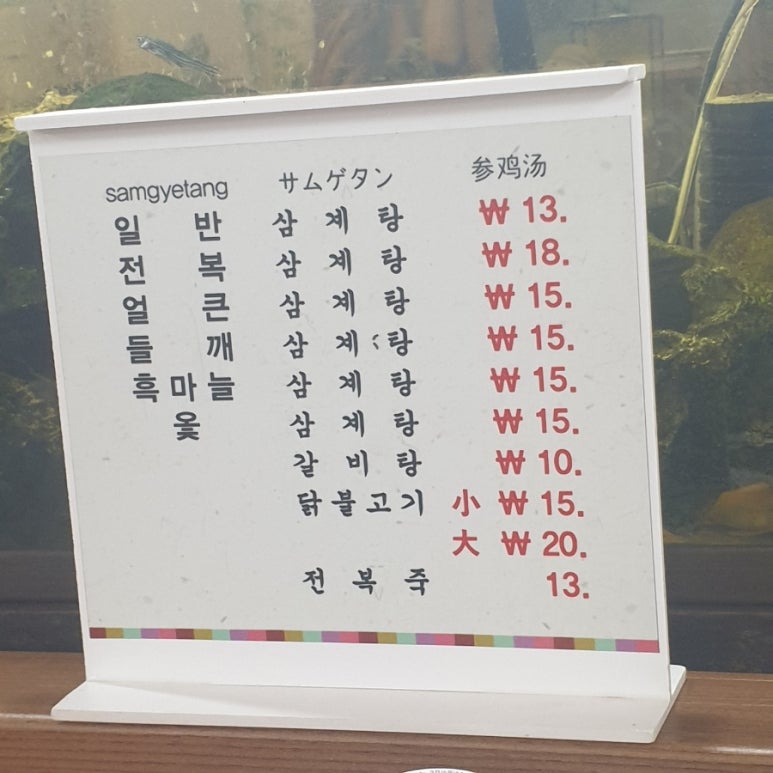 samgyetang サムゲタン 参鸡汤
일 반 삼 계 탕 ₩ 13.
전 복 삼 계 탕 ₩ 18.
얼 큰 삼 계 탕 ₩ 15.
들 깨 삼 계 탕 ₩ 15.
흑 마 늘 삼 계 탕 ₩ 15.
옻 삼 계 탕 ₩ 15.
갈 비 탕 ₩ 10.
닭 불 고 기 小 ₩ 15.
大 ₩ 20.
전 복 죽 13.